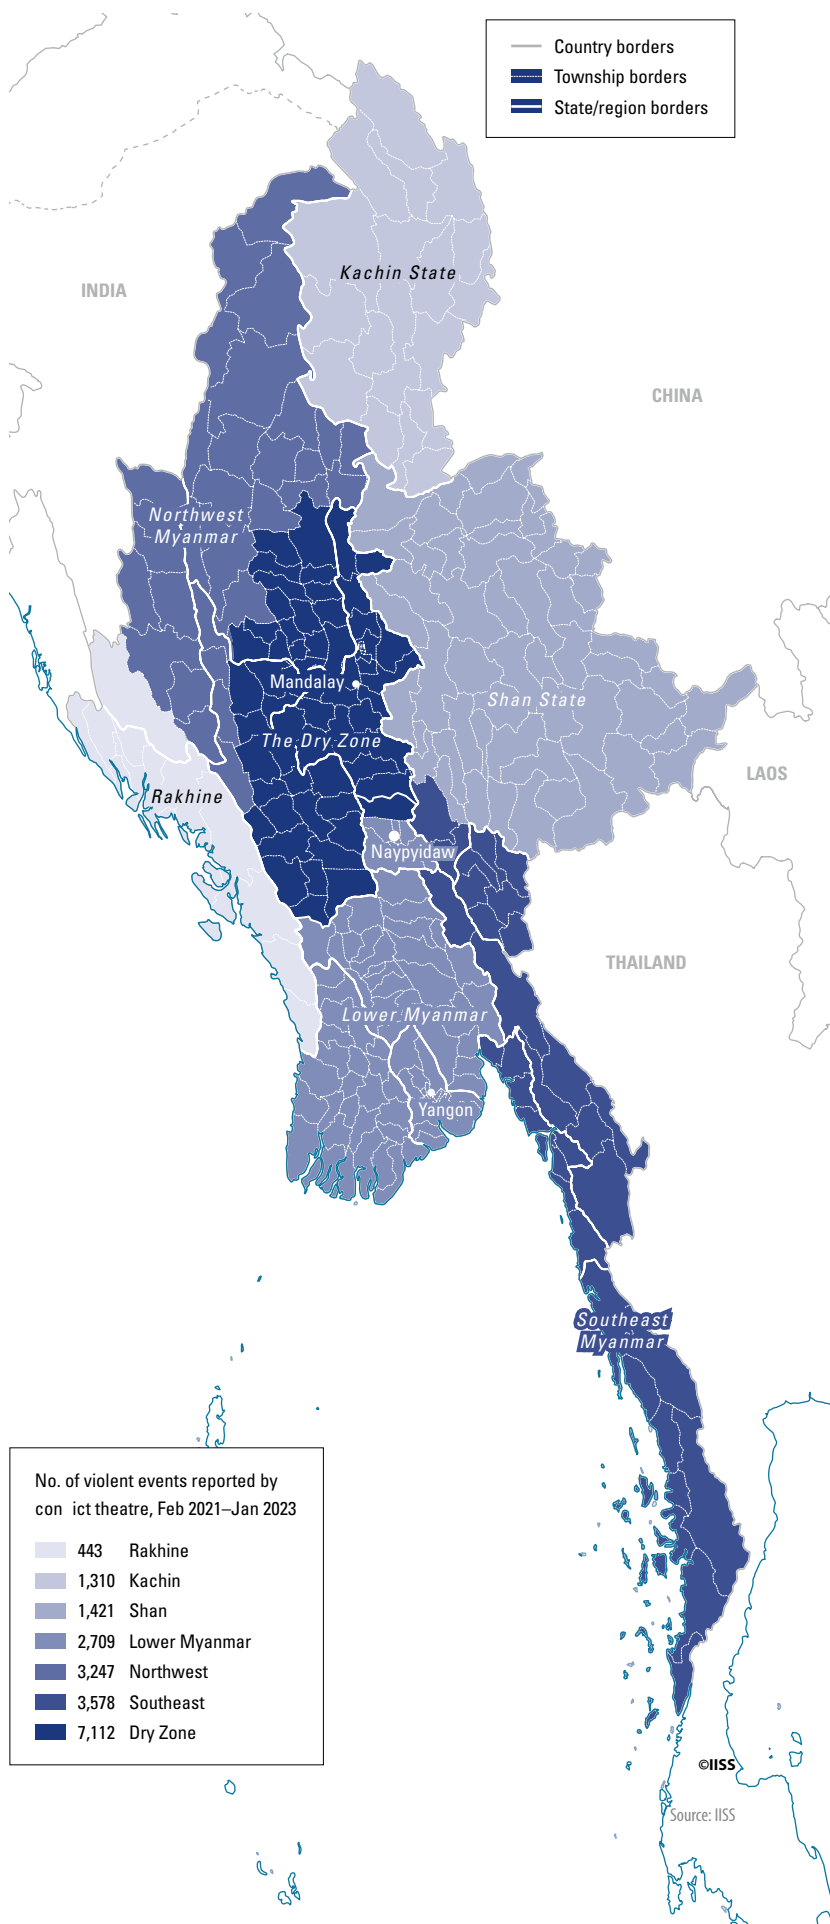 Country borders
Township borders
State/region borders
Kachin State
INDIA
CHINA
Northwest
Myanmar
Mandalay
Shan State
The Dry Zone
LAOS
Rakhine
Naypyidaw
THAILAND
Lower Myanmar
Yangon
Southeast
Myanmar
No. of violent events reported by
con ict theatre, Feb 2021–Jan 2023
443 Rakhine
1,310 Kachin
1,421 Shan
2,709 Lower Myanmar
3,247 Northwest
3,578 Southeast
7,112 Dry Zone
©IISS
Source: IISS